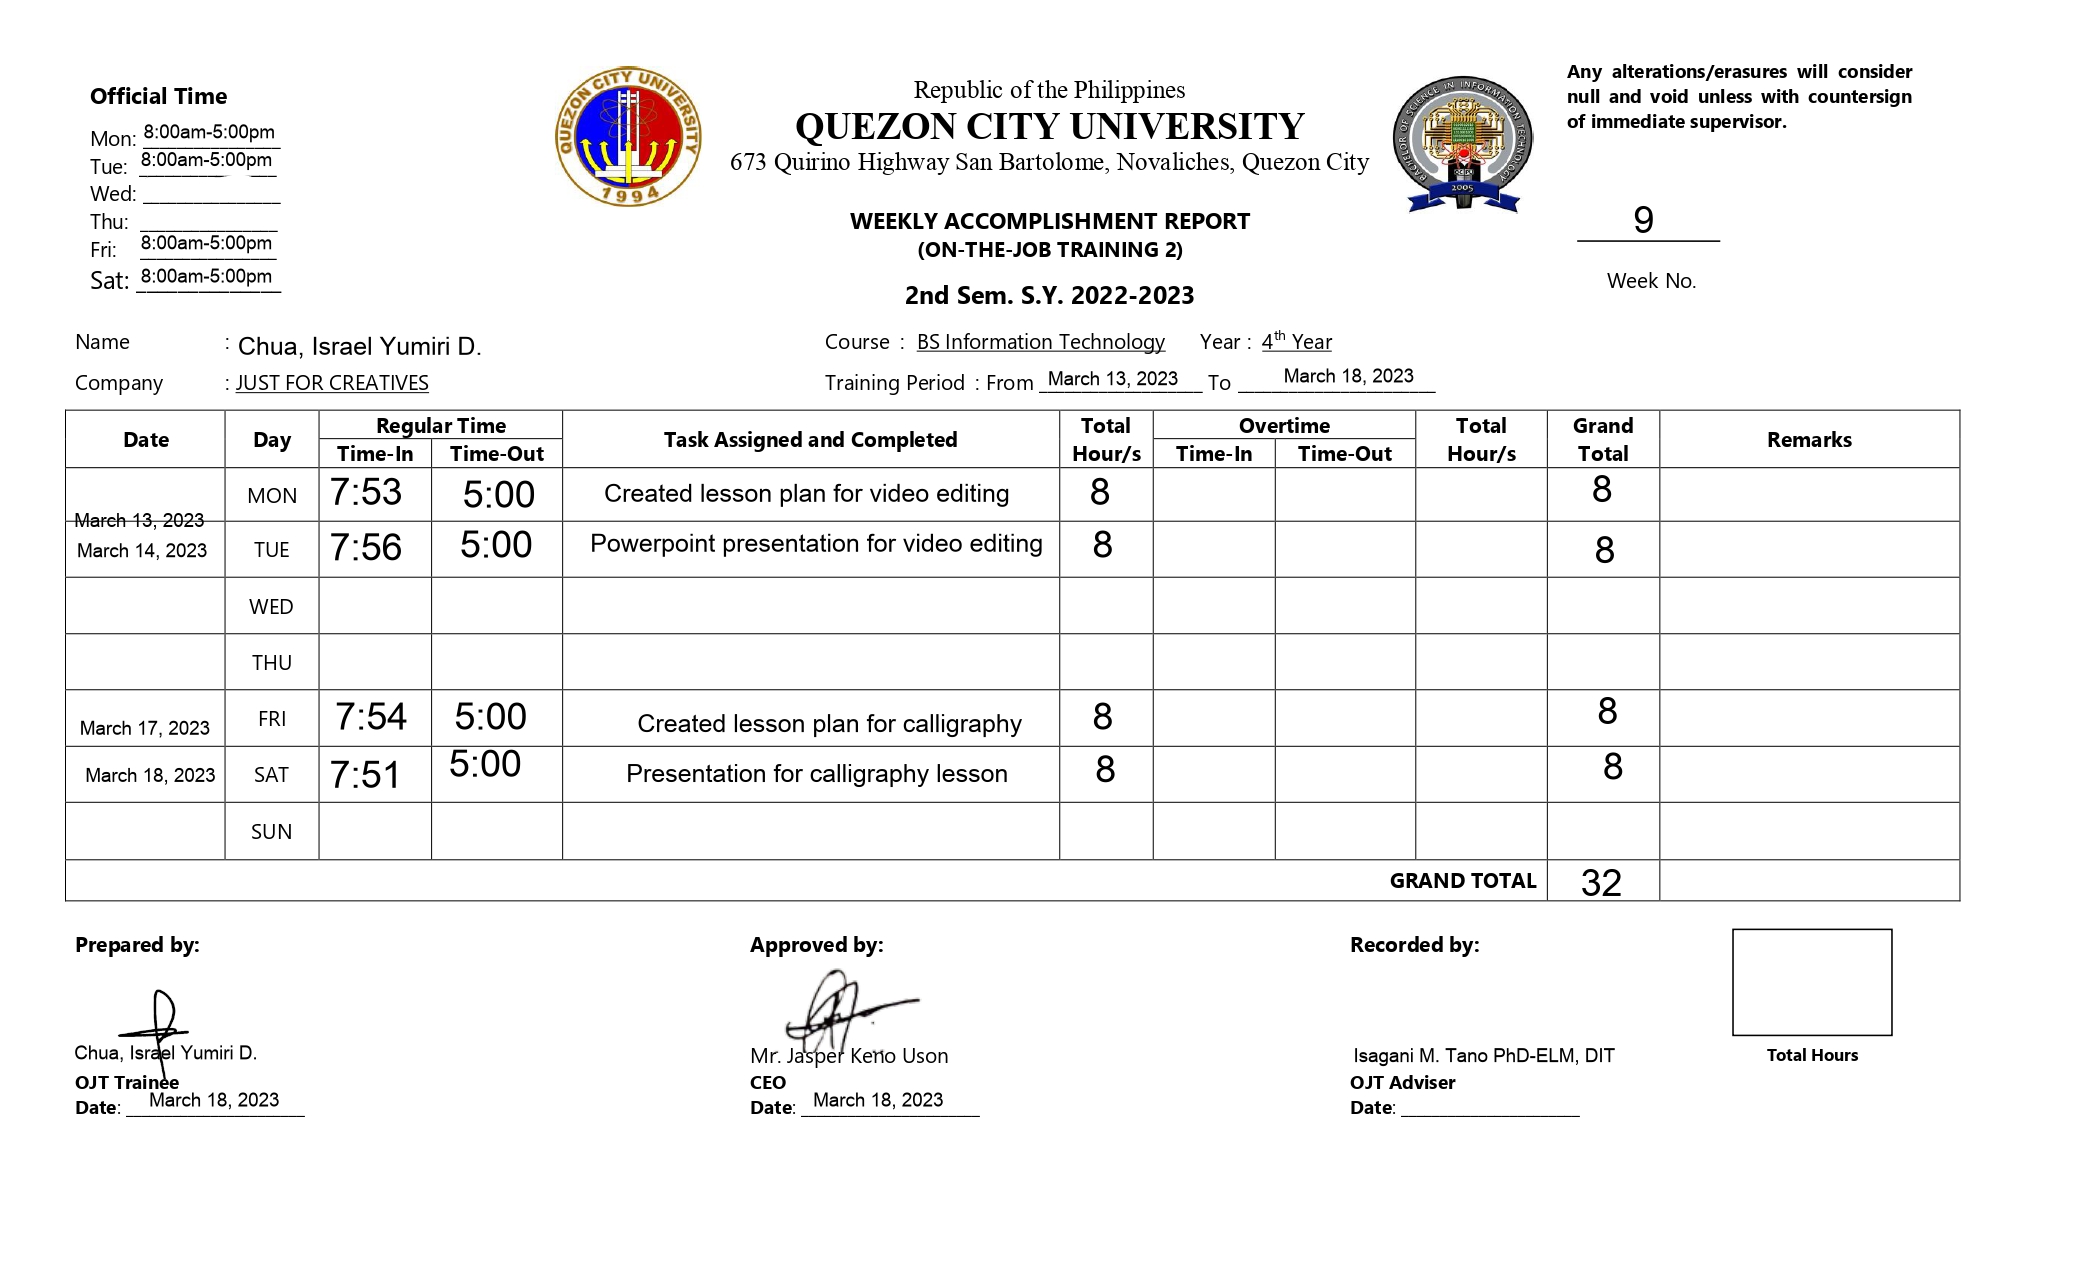 Official Time
Mon: 8:00am-5:00pm
Tue: 8:00am-5:00pm
Wed:
Thu:
Fri: 8:00am-5:00pm
Sat: 8:00am-5:00pm
QUEZON CITY UNIVERSITY
1994
Republic of the Philippines
QUEZON CITY UNIVERSITY
673 Quirino Highway San Bartolome, Novaliches, Quezon City
WEEKLY ACCOMPLISHMENT REPORT
(ON-THE-JOB TRAINING 2)
2nd Sem. S.Y. 2022-2023
BACHELOR OF SCIENCE IN INFORMATION TECHNOLOGY
2005
Any alterations/erasures will consider
null and void unless with countersign
of immediate supervisor.
9
Week No.
Name : Chua, Israel Yumiri D.
Course : BS Information Technology Year : 4th Year
Company : JUST FOR CREATIVES
Training Period : From March 13, 2023 To March 18, 2023
Date Day Regular Time Task Assigned and Completed Total Hour/s Overtime Total Hour/s Grand Total Remarks
Time-In Time-Out Time-In Time-Out
March 13, 2023 MON 7:53 5:00 Created lesson plan for video editing 8 8
March 14, 2023 TUE 7:56 5:00 Powerpoint presentation for video editing 8 8
WED
THU
March 17, 2023 FRI 7:54 5:00 Created lesson plan for calligraphy 8 8
March 18, 2023 SAT 7:51 5:00 Presentation for calligraphy lesson 8 8
SUN
GRAND TOTAL 32
Prepared by:
Chua, Israel Yumiri D.
OJT Trainee
Date: March 18, 2023
Approved by:
Mr. Jasper Keno Uson
CEO
Date: March 18, 2023
Recorded by:
Isagani M. Tano PhD-ELM, DIT
OJT Adviser
Date:
Total Hours